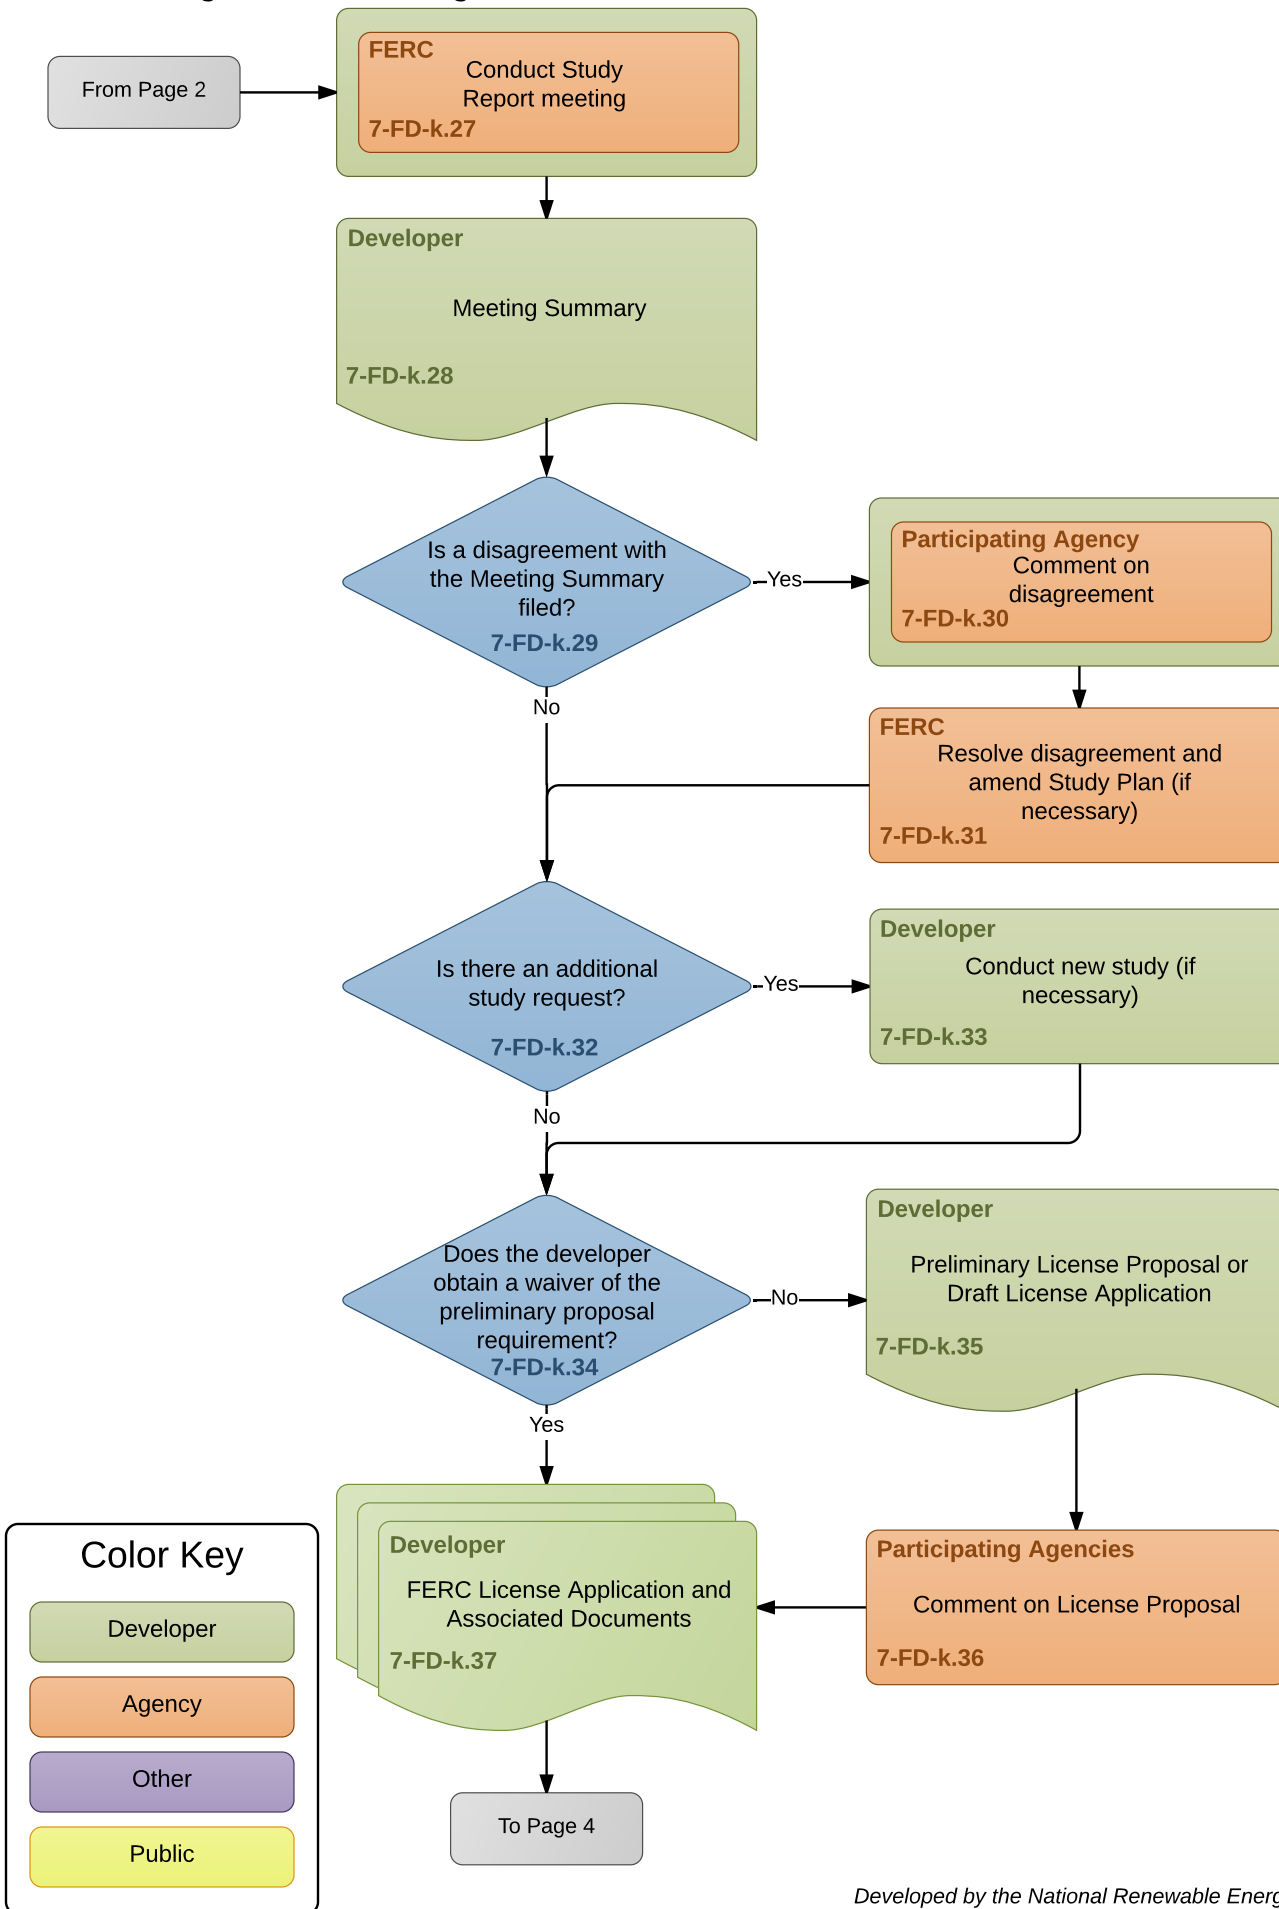 From Page 2
FERC
Conduct Study
Report meeting
7-FD-k.27
Developer
Meeting Summary
7-FD-k.28
Is a disagreement with
the Meeting Summary
filed?
7-FD-k.29
Yes
No
Participating Agency
Comment on
disagreement
7-FD-k.30
FERC
Resolve disagreement and
amend Study Plan (if
necessary)
7-FD-k.31
Is there an additional
study request?
7-FD-k.32
Yes
No
Developer
Conduct new study (if
necessary)
7-FD-k.33
Does the developer
obtain a waiver of the
preliminary proposal
requirement?
7-FD-k.34
No
Yes
Developer
Preliminary License Proposal or
Draft License Application
7-FD-k.35
Participating Agencies
Comment on License Proposal
7-FD-k.36
Developer
FERC License Application and
Associated Documents
7-FD-k.37
To Page 4
Color Key
Developer
Agency
Other
Public
Developed by the National Renewable